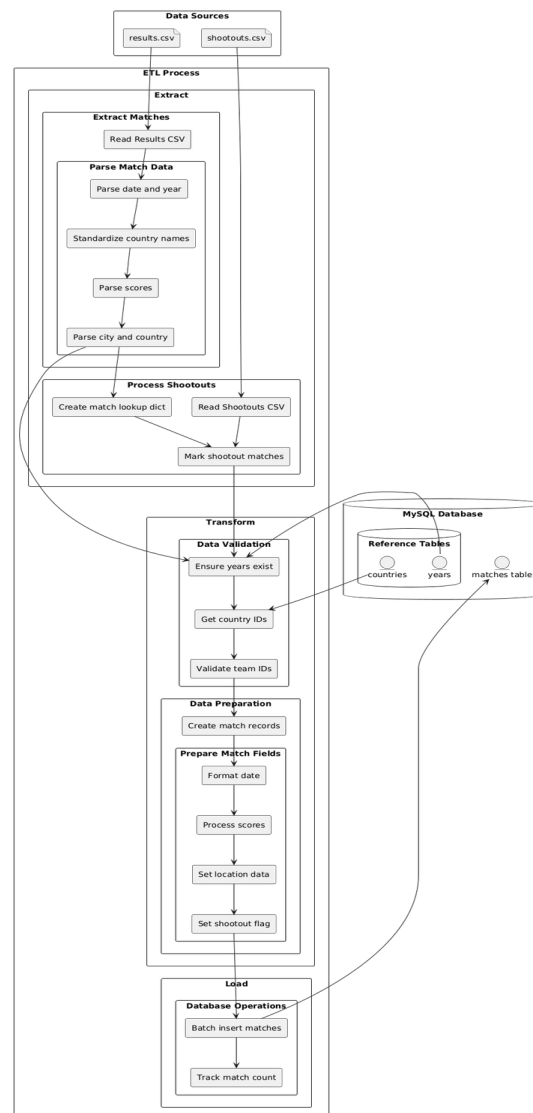 Data Sources
results.csv
shootouts.csv
ETL Process
Extract
Extract Matches
Read Results CSV
Parse Match Data
Parse date and year
Standardize country names
Parse scores
Parse city and country
Process Shootouts
Create match lookup dict
Read Shootouts CSV
Mark shootout matches
Transform
Data Validation
Ensure years exist
Get country IDs
Validate team IDs
MySQL Database
Reference Tables
countries
years
matches table
Data Preparation
Create match records
Prepare Match Fields
Format date
Process scores
Set location data
Set shootout flag
Load
Database Operations
Batch insert matches
Track match count